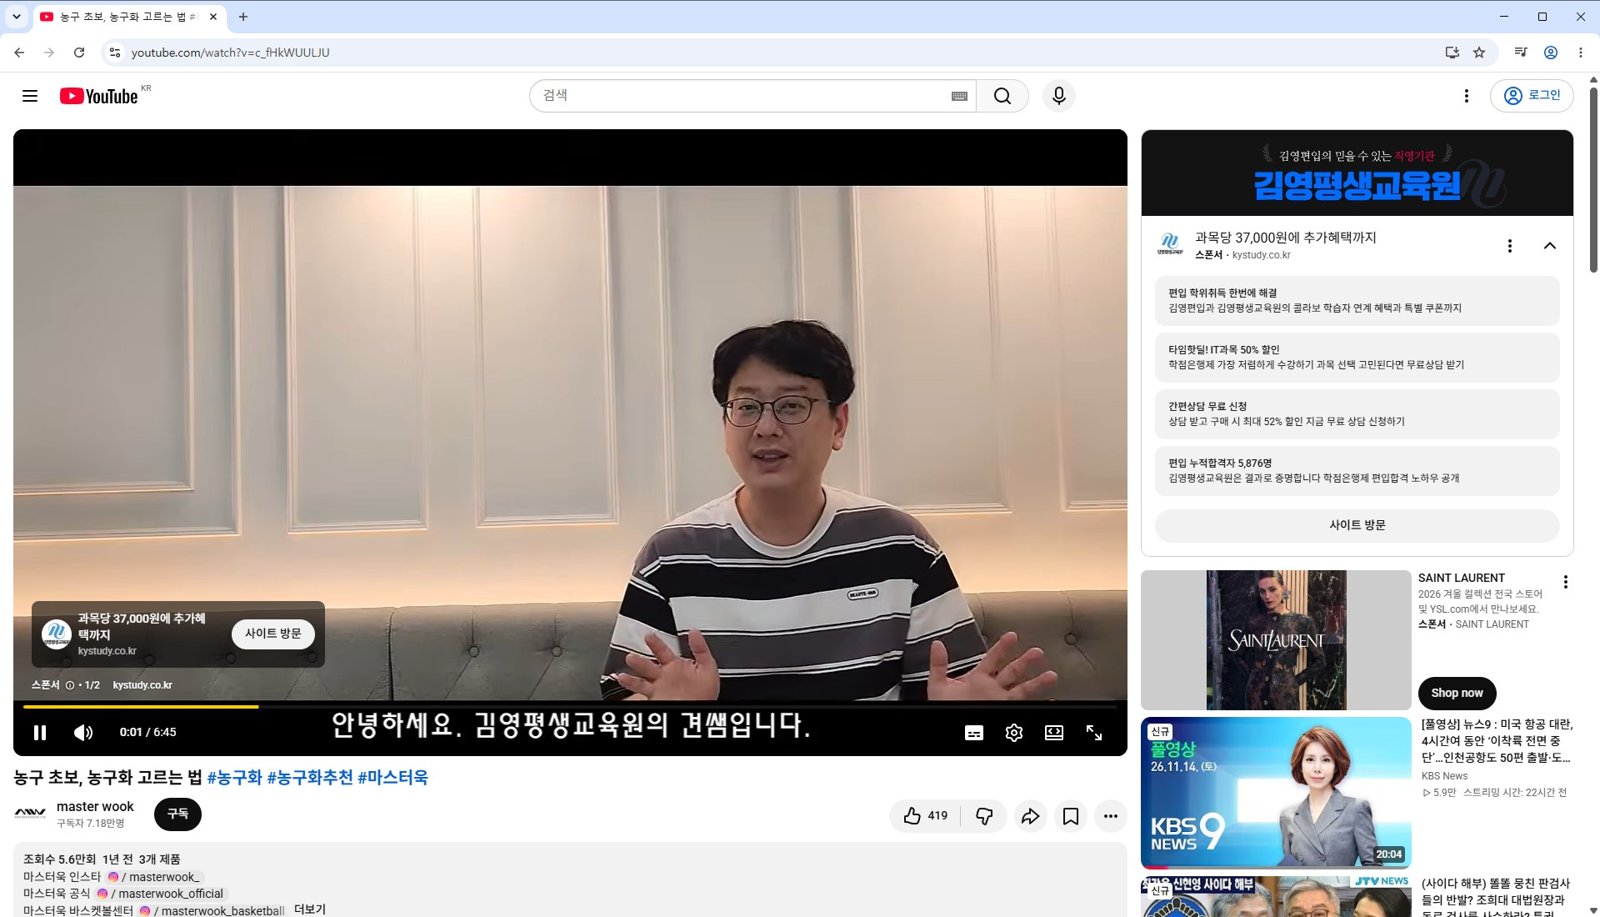 농구 초보, 농구화 고르는 법 #
youtube.com/watch?v=c_fHkWUULJU
YouTube KR
검색
로그인
김영편입의 믿을 수 있는 직영기관
김영평생교육원
과목당 37,000원에 추가혜택까지
스폰서 · kystudy.co.kr
편입 학위취득 한번에 해결
김영편입과 김영평생교육원의 콜라보 학습자 연계 혜택과 특별 쿠폰까지
타임핫딜! IT과목 50% 할인
학점은행제 가장 저렴하게 수강하기 과목 선택 고민된다면 무료상담 받기
간편상담 무료 신청
상담 받고 구매 시 최대 52% 할인 지금 무료 상담 신청하기
편입 누적합격자 5,876명
김영평생교육원은 결과로 증명합니다 학점은행제 편입합격 노하우 공개
사이트 방문
과목당 37,000원에 추가혜
택까지
kystudy.co.kr
사이트 방문
스폰서 · 1/2 kystudy.co.kr
0:01 / 6:45
안녕하세요. 김영평생교육원의 견쌤입니다.
농구 초보, 농구화 고르는 법 #농구화 #농구화추천 #마스터욱
master wook
구독자 7.18만명
구독
419
조회수 5.6만회 1년 전 3개 제품
마스터욱 인스타 / masterwook_
마스터욱 공식 / masterwook_official
마스터욱 바스켓볼센터 / masterwook_basketball 더보기
SAINT LAURENT
SAINT LAURENT
2026 겨울 컬렉션 전국 스토어
및 YSL.com에서 만나보세요.
스폰서 · SAINT LAURENT
Shop now
신규
풀영상
26.11.14.(토)
KBS
NEWS 9
20:04
[풀영상] 뉴스9 : 미국 항공 대란,
4시간여 동안 ‘이착륙 전면 중
단’…인천공항도 50편 출발·도...
KBS News
5.9만 스트리밍 시간: 22시간 전
신규
신현영 사이다 해부
JTV NEWS
(사이다 해부) 똘똘 뭉친 판검사
들의 반발? 조희대 대법원장과